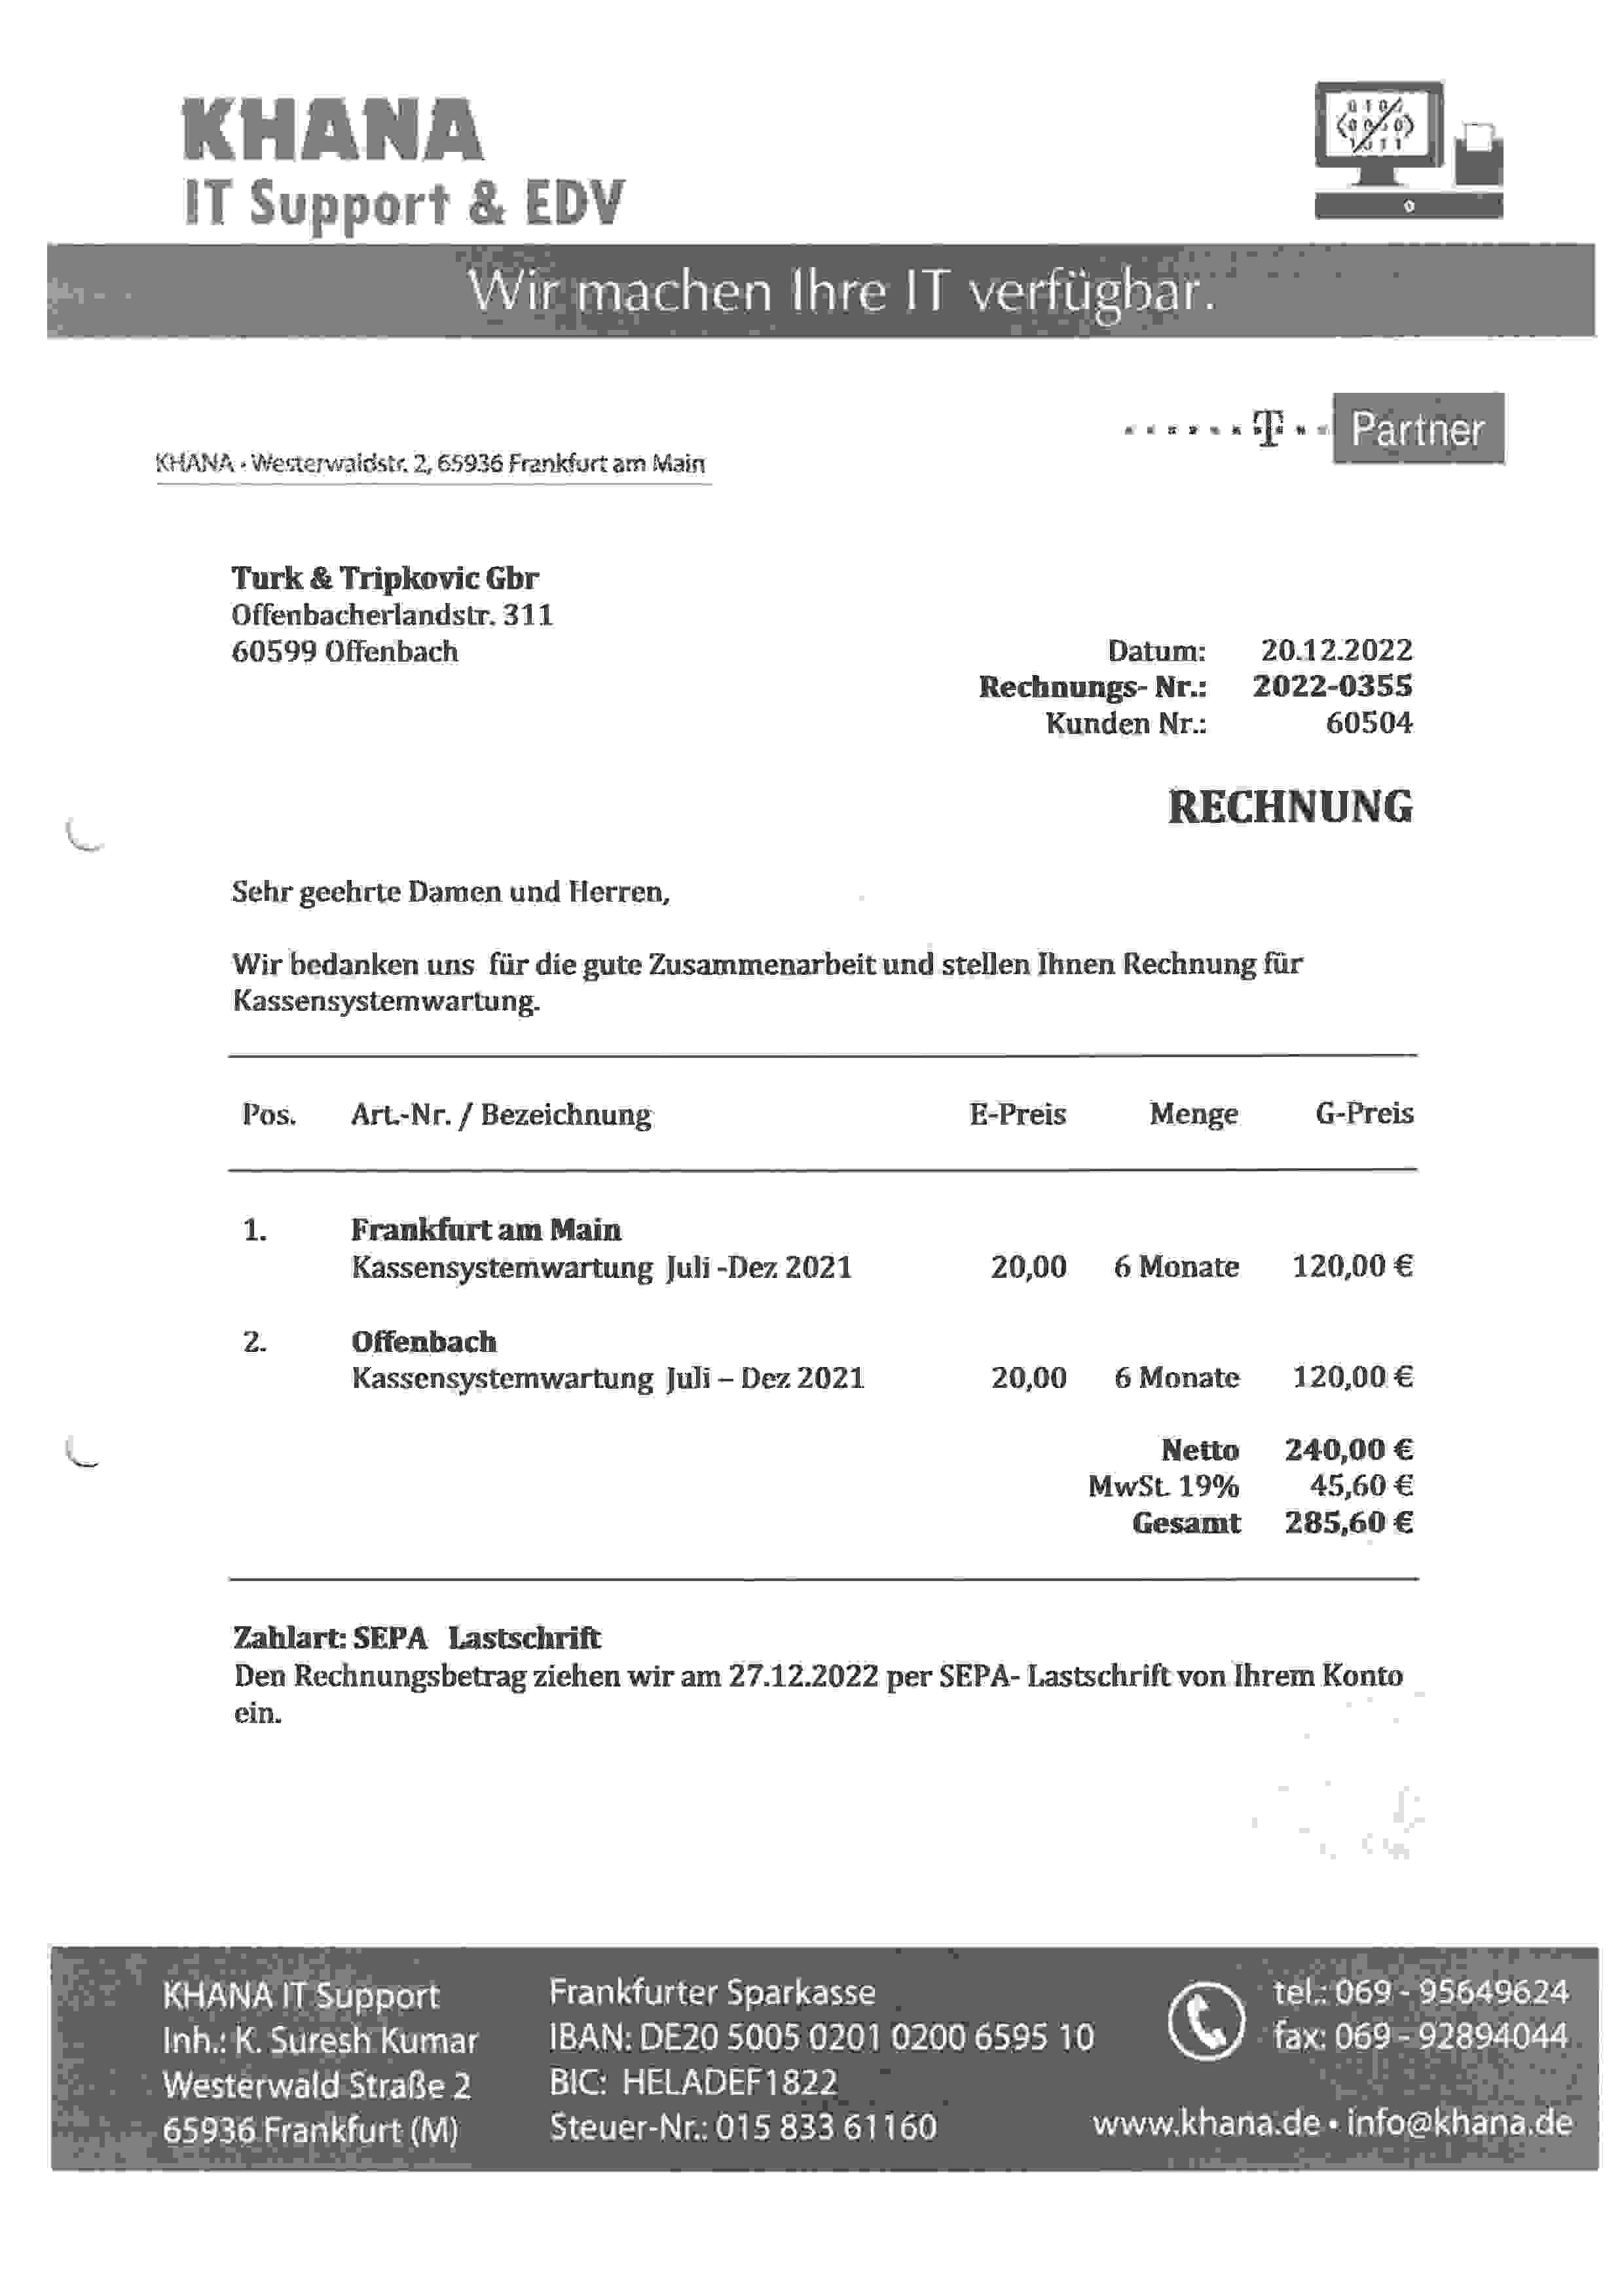 KHANA
IT Support & EDV
Wir machen Ihre IT verfügbar.
T Partner
KHANA • Westerwaldstr. 2, 65936 Frankfurt am Main
Turk & Tripkovic Gbr
Offenbacherlandstr. 311
60599 Offenbach
Datum: 20.12.2022
Rechnungs- Nr.: 2022-0355
Kunden Nr.: 60504
RECHNUNG
Sehr geehrte Damen und Herren,
Wir bedanken uns für die gute Zusammenarbeit und stellen Ihnen Rechnung für
Kassensystemwartung.
Pos. Art.-Nr. / Bezeichnung E-Preis Menge G-Preis
1. Frankfurt am Main
Kassensystemwartung Juli -Dez 2021 20,00 6 Monate 120,00 €
2. Offenbach
Kassensystemwartung Juli – Dez 2021 20,00 6 Monate 120,00 €
Netto 240,00 €
MwSt. 19% 45,60 €
Gesamt 285,60 €
Zahlart: SEPA Lastschrift
Den Rechnungsbetrag ziehen wir am 27.12.2022 per SEPA- Lastschrift von Ihrem Konto
ein.
KHANA IT Support
Inh.: K. Suresh Kumar
Westerwald Straße 2
65936 Frankfurt (M)
Frankfurter Sparkasse
IBAN: DE20 5005 0201 0200 6595 10
BIC: HELADEF1822
Steuer-Nr.: 015 833 61160
tel.: 069 - 95649624
fax: 069 - 92894044
www.khana.de • info@khana.de